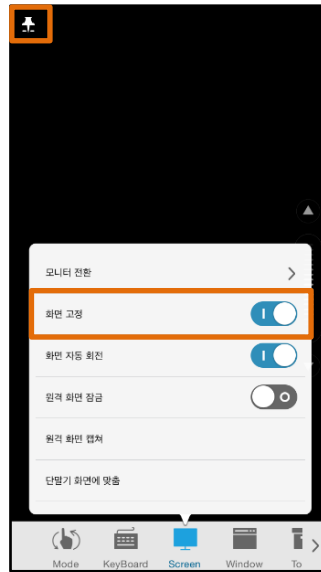 모니터 전환
화면 고정
화면 자동 회전
원격 화면 잠금
원격 화면 캡쳐
단말기 화면에 맞춤
Mode KeyBoard Screen Window To